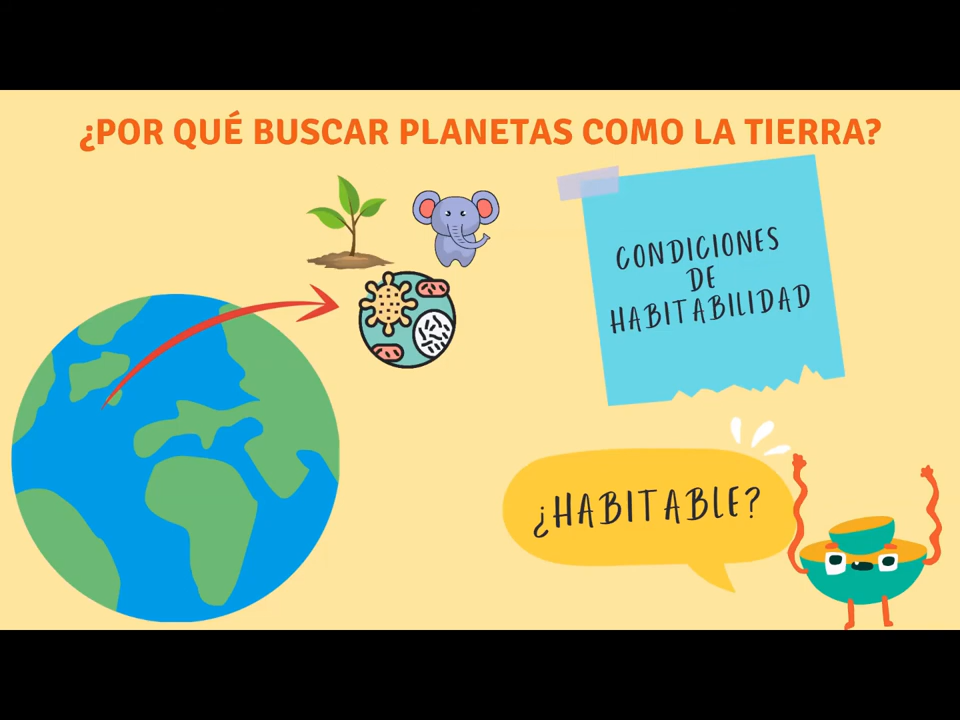 ¿POR QUÉ BUSCAR PLANETAS COMO LA TIERRA?
CONDICIONES
DE
HABITABILIDAD
¿HABITABLE?